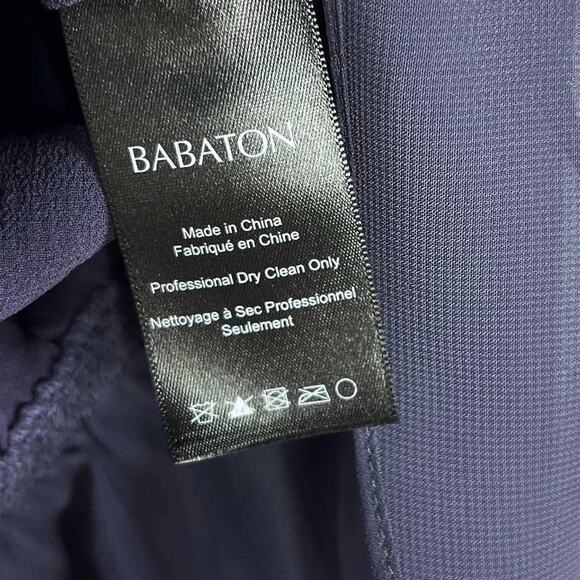 BABATON
Made in China
Fabriqué en Chine
Professional Dry Clean Only
Nettoyage à Sec Professionnel
Seulement